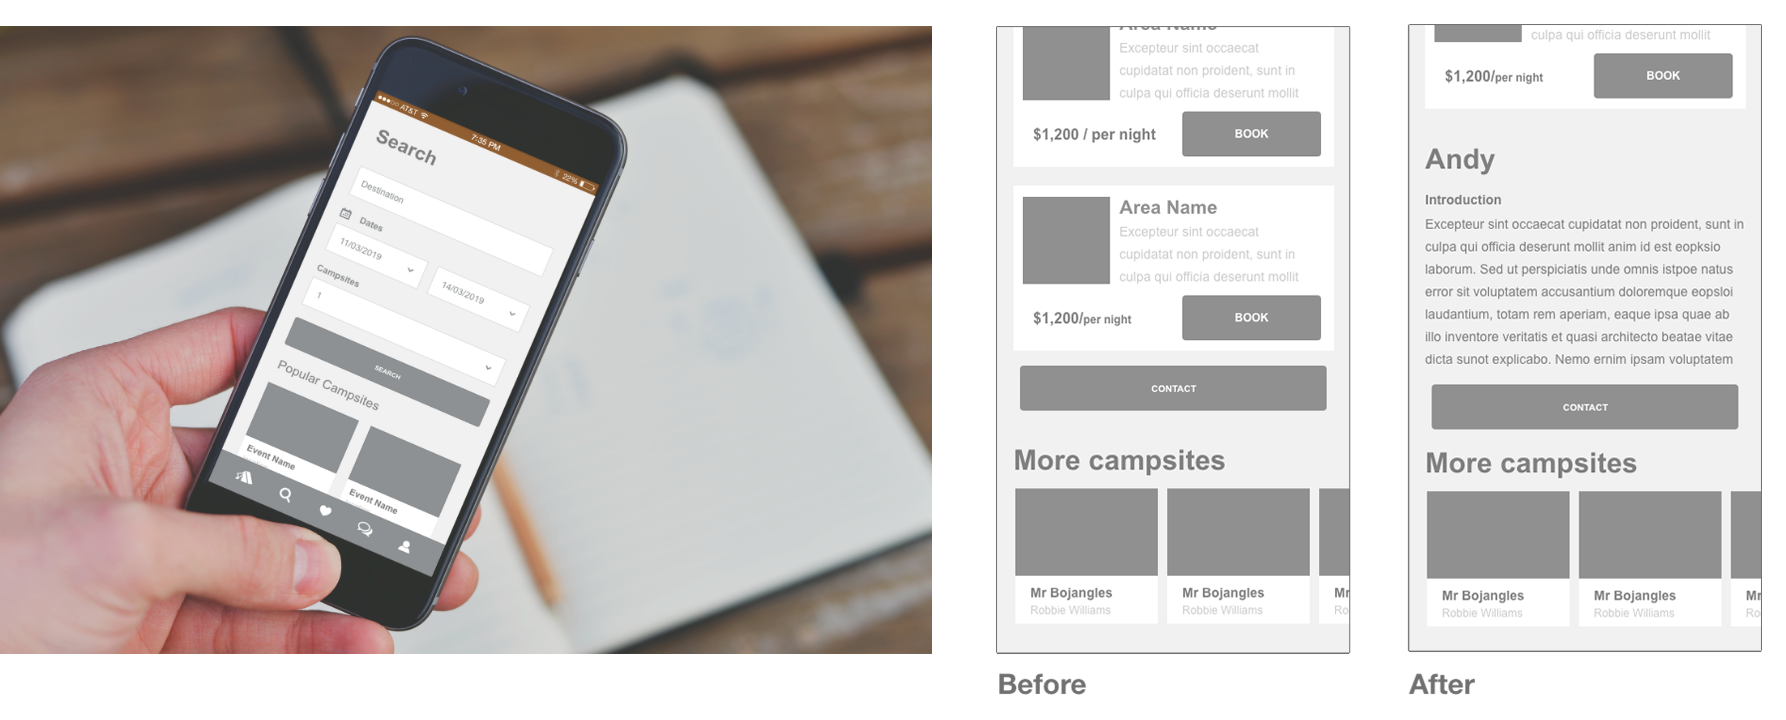 AT&T
7:35 PM
22%
Search
Destination
Dates
11/03/2019
14/03/2019
Campsites
1
SEARCH
Popular Campsites
Event Name
Event Name
Area Name
Excepteur sint occaecat
cupidatat non proident, sunt in
culpa qui officia deserunt mollit
$1,200 / per night
BOOK
Area Name
Excepteur sint occaecat
cupidatat non proident, sunt in
culpa qui officia deserunt mollit
$1,200/per night
BOOK
CONTACT
More campsites
Mr Bojangles
Robbie Williams
Mr Bojangles
Robbie Williams
Mr
Ro
Before
culpa qui officia deserunt mollit
$1,200/per night
BOOK
Andy
Introduction
Excepteur sint occaecat cupidatat non proident, sunt in
culpa qui officia deserunt mollit anim id est eopksio
laborum. Sed ut perspiciatis unde omnis istpoe natus
error sit voluptatem accusantium doloremque eopsloi
laudantium, totam rem aperiam, eaque ipsa quae ab
illo inventore veritatis et quasi architecto beatae vitae
dicta sunot explicabo. Nemo ernim ipsam voluptatem
CONTACT
More campsites
Mr Bojangles
Robbie Williams
Mr Bojangles
Robbie Williams
Mr
Ro
After